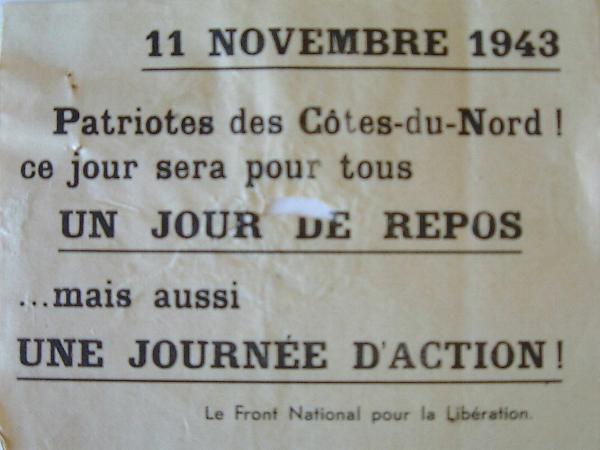 11 NOVEMBRE 1943
Patriotes des Côtes-du-Nord !
ce jour sera pour tous
UN JOUR DE REPOS
...mais aussi
UNE JOURNÉE D'ACTION !
Le Front National pour la Libération.